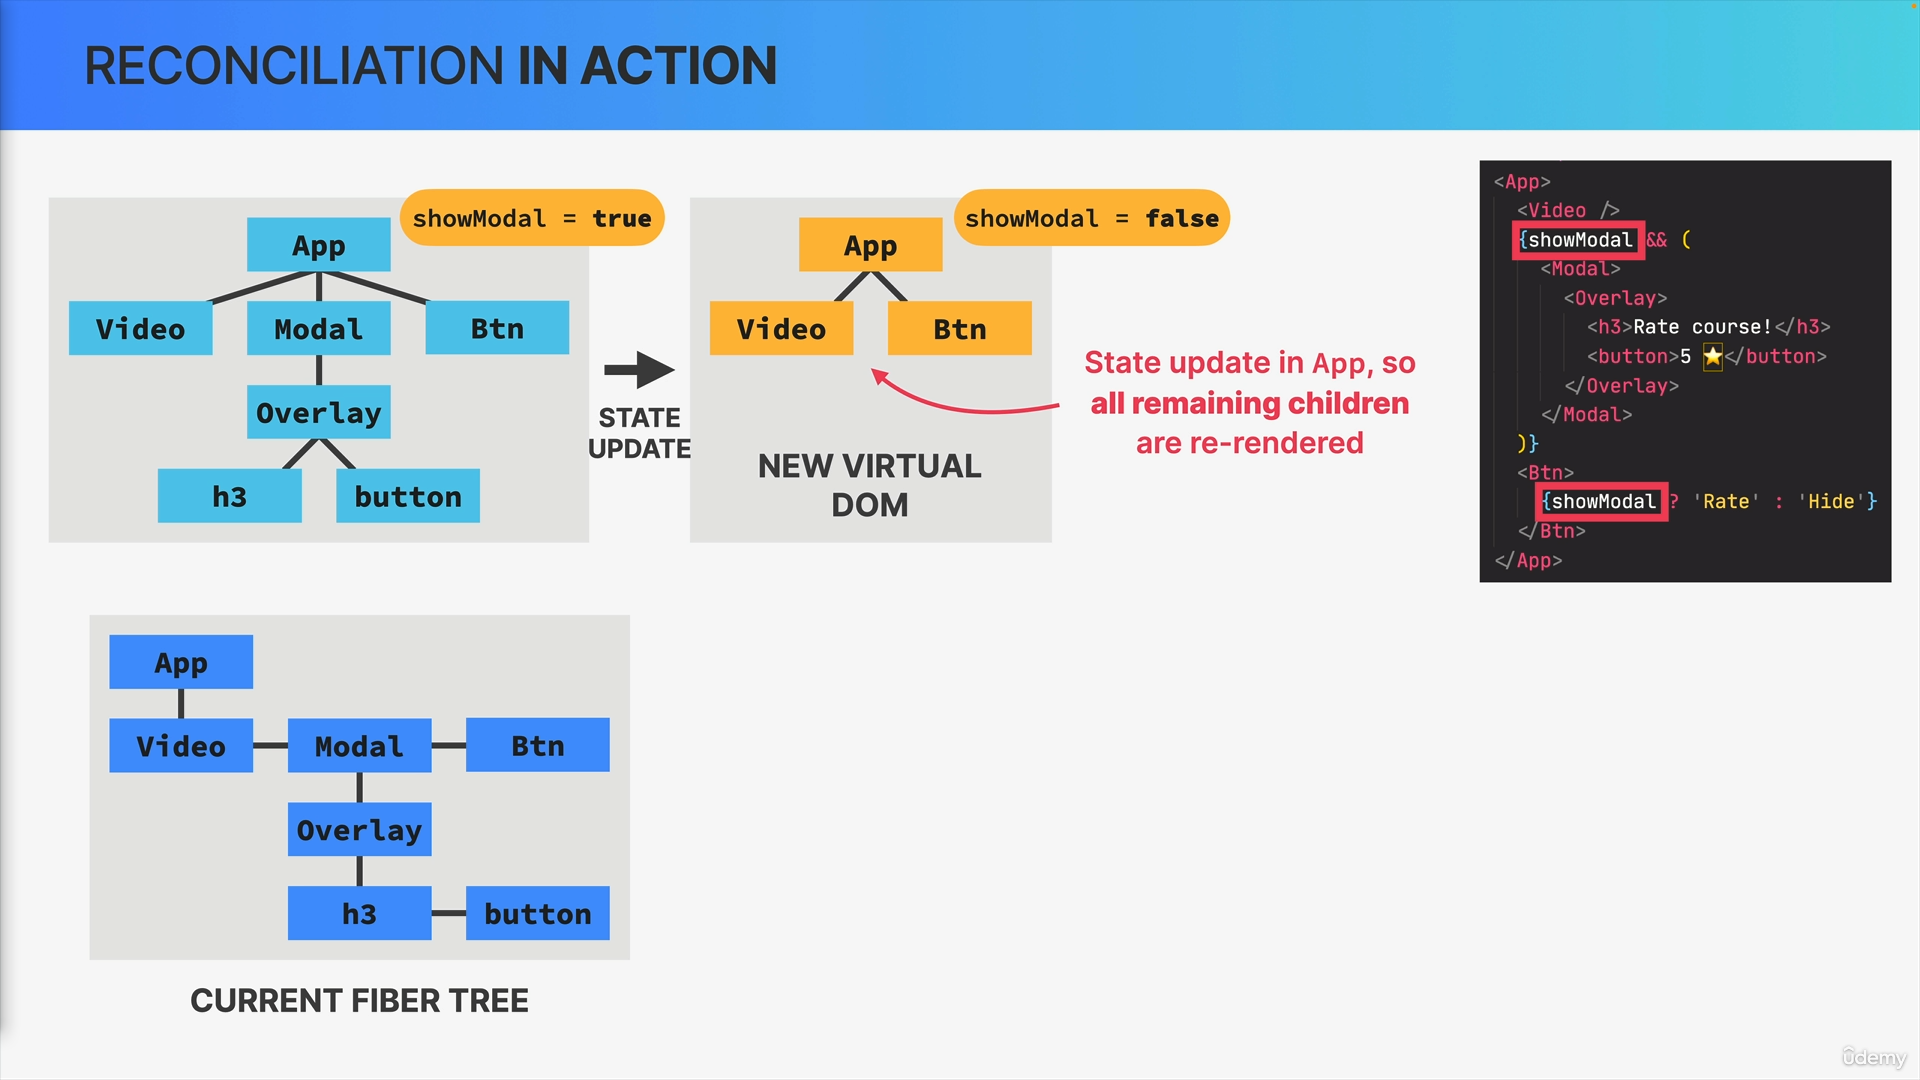 RECONCILIATION IN ACTION
showModal = true
App
Video
Modal
Btn
Overlay
h3
button
STATE
UPDATE
showModal = false
App
Video
Btn
NEW VIRTUAL
DOM
State update in App, so
all remaining children
are re-rendered
<App>
<Video />
{showModal && (
<Modal>
<Overlay>
<h3>Rate course!</h3>
<button>5 ⭐</button>
</Overlay>
</Modal>
)}
<Btn>
{showModal ? 'Rate' : 'Hide'}
</Btn>
</App>
App
Video
Modal
Btn
Overlay
h3
button
CURRENT FIBER TREE
ûdemy